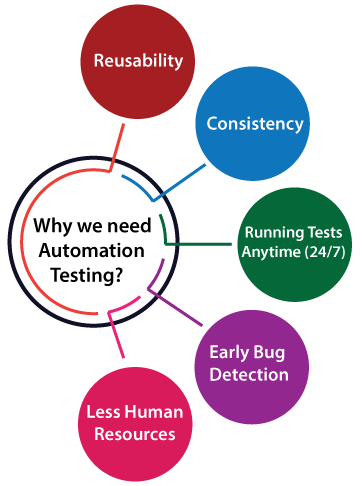 Reusability
Consistency
Why we need
Automation
Testing?
Running Tests
Anytime (24/7)
Early Bug
Detection
Less Human
Resources